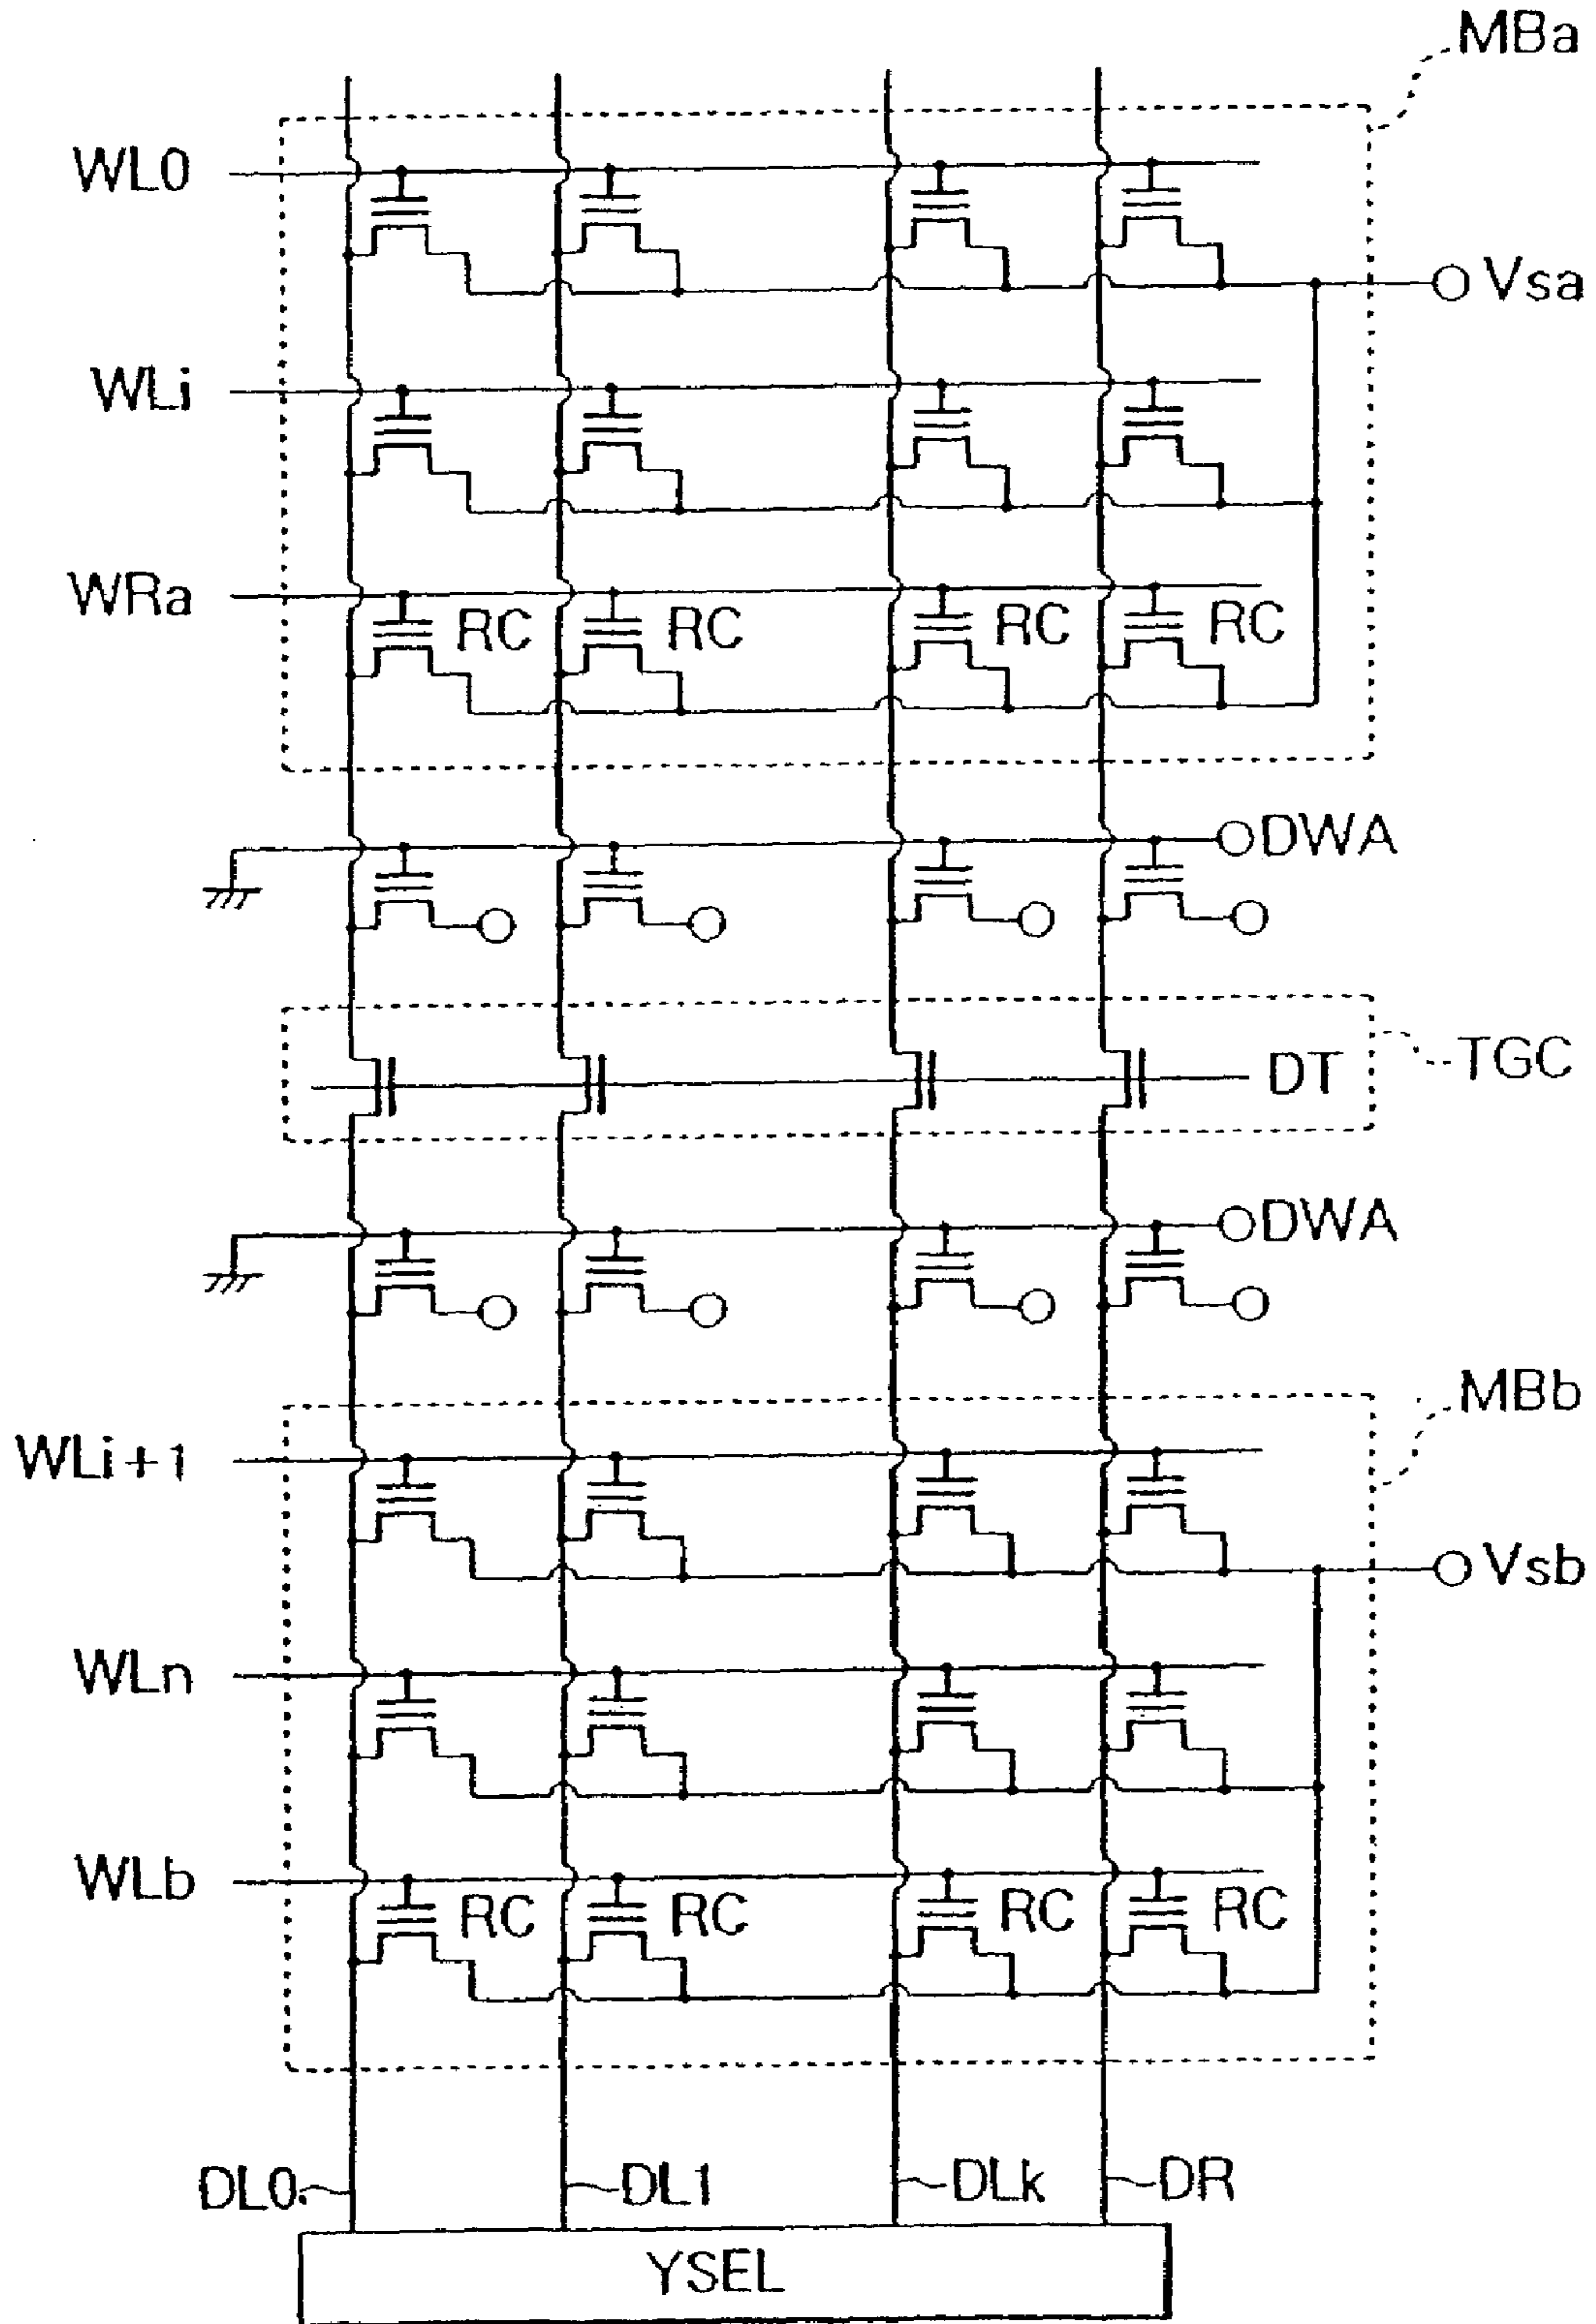 MBa
WL0
Vsa
WLi
WRa
RC RC RC RC
DWA
DT
TGC
DWA
MBb
WLi+1
Vsb
WLn
WLb
RC RC RC RC
DL0
DL1
DLk
DR
YSEL